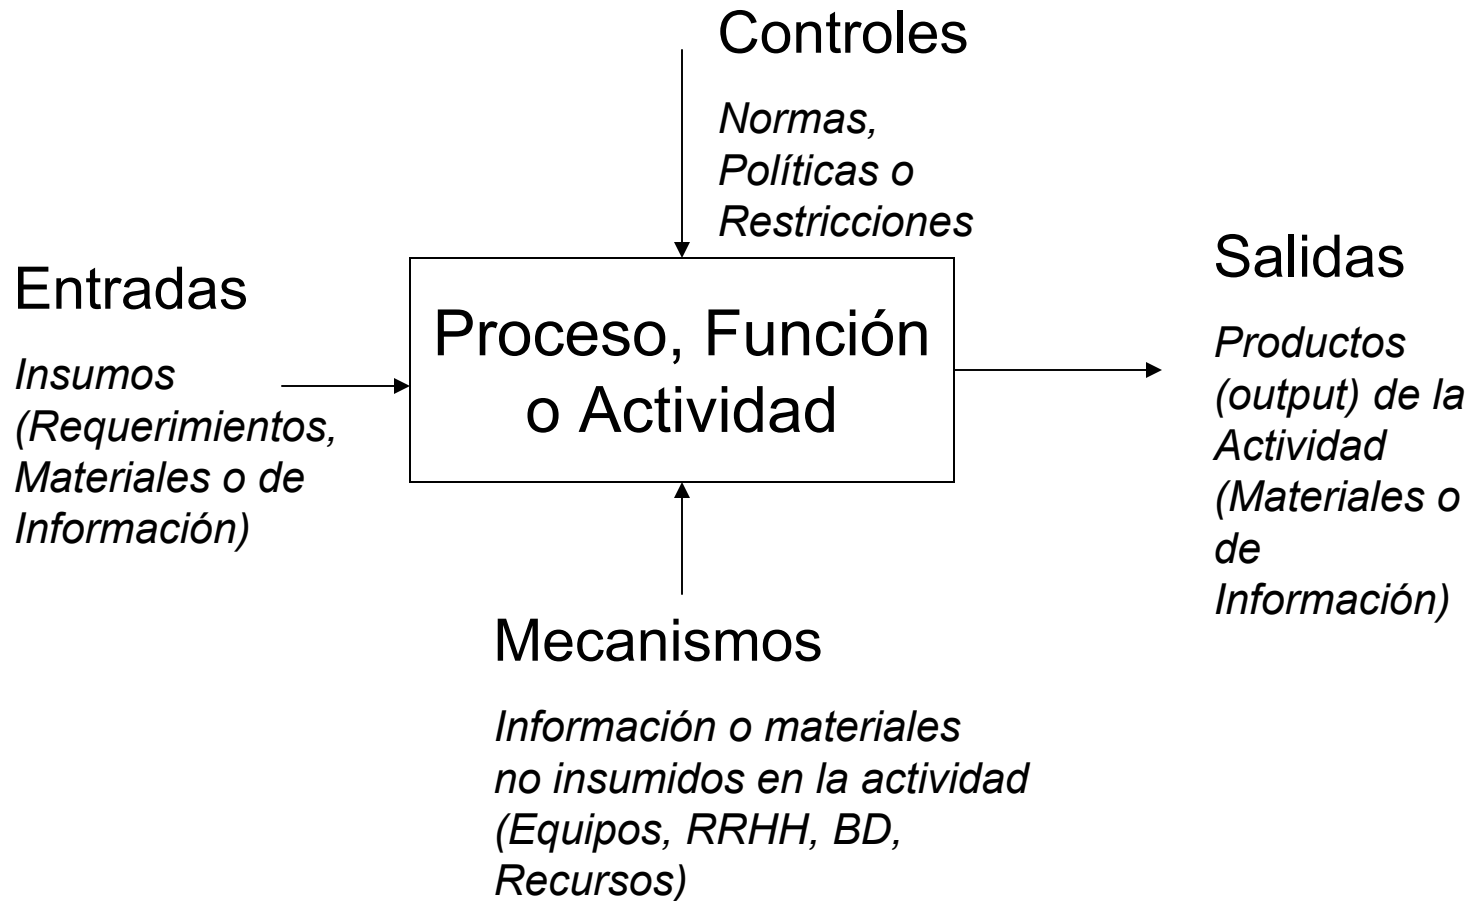 Controles
Normas,
Políticas o
Restricciones
Entradas
Insumos
(Requerimientos,
Materiales o de
Información)
Proceso, Función
o Actividad
Salidas
Productos
(output) de la
Actividad
(Materiales o
de
Información)
Mecanismos
Información o materiales
no insumidos en la actividad
(Equipos, RRHH, BD,
Recursos)